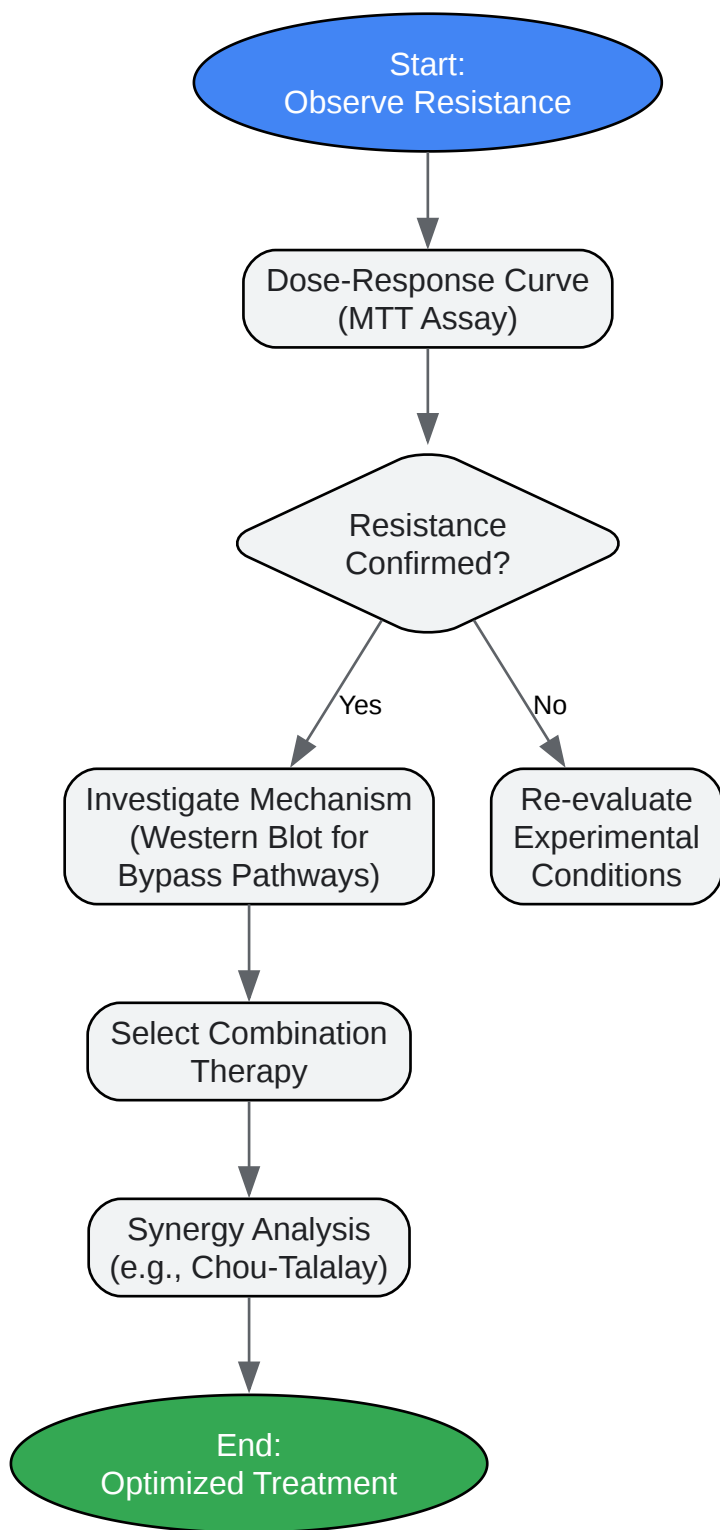 Start:
Observe Resistance
Dose-Response Curve
(MTT Assay)
Resistance
Confirmed?
Yes
No
Investigate Mechanism
(Western Blot for
Bypass Pathways)
Re-evaluate
Experimental
Conditions
Select Combination
Therapy
Synergy Analysis
(e.g., Chou-Talalay)
End:
Optimized Treatment